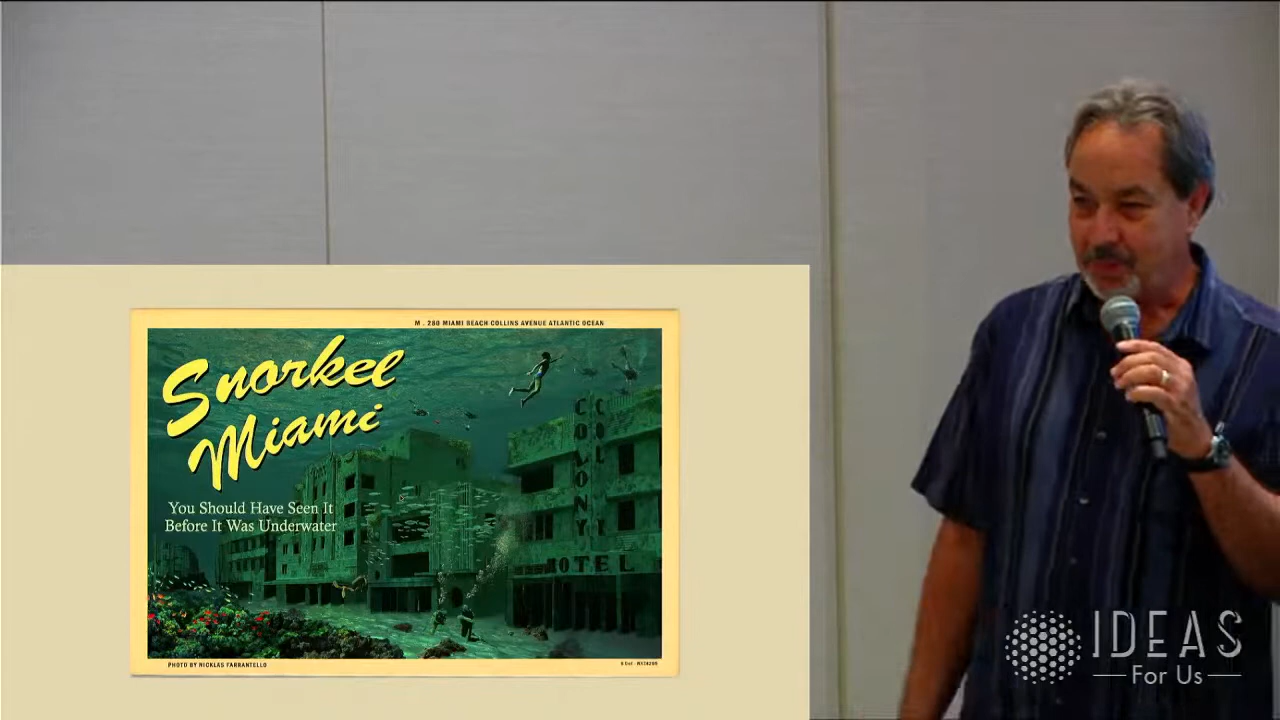 M . 280 MIAMI BEACH COLLINS AVENUE ATLANTIC OCEAN
Snorkel
Miami
You Should Have Seen It
Before It Was Underwater
COLONY
COLONY
HOTEL
PHOTO BY NICKLAS FARRANTELLO
IDEAS
For Us